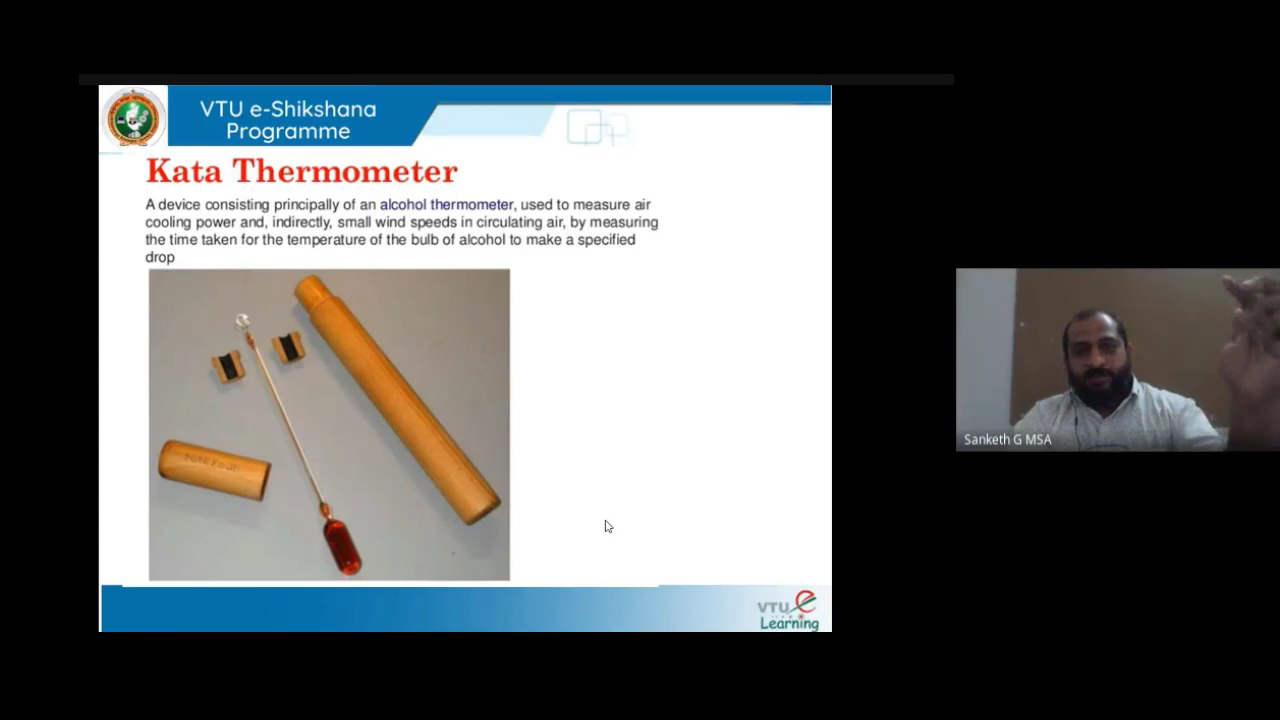 VTU e-Shikshana
Programme
Kata Thermometer
A device consisting principally of an alcohol thermometer, used to measure air
cooling power and, indirectly, small wind speeds in circulating air, by measuring
the time taken for the temperature of the bulb of alcohol to make a specified
drop
Sanketh G MSA
VTU e
Learning